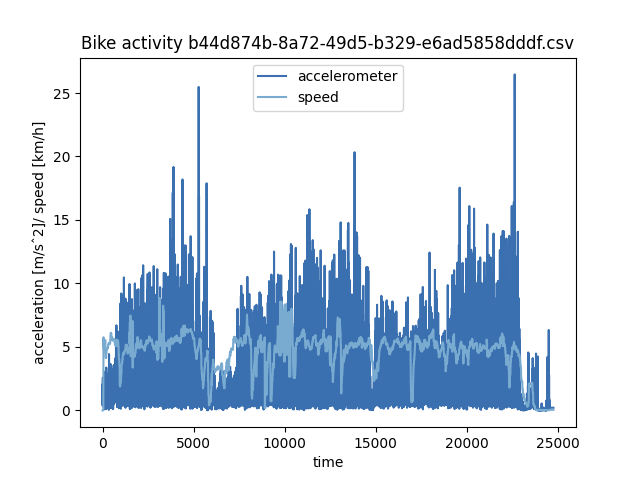 Bike activity b44d874b-8a72-49d5-b329-e6ad5858dddf.csv
accelerometer
speed
acceleration [m/s^2]/ speed [km/h]
25
20
15
10
5
0
0
5000
10000
15000
20000
25000
time